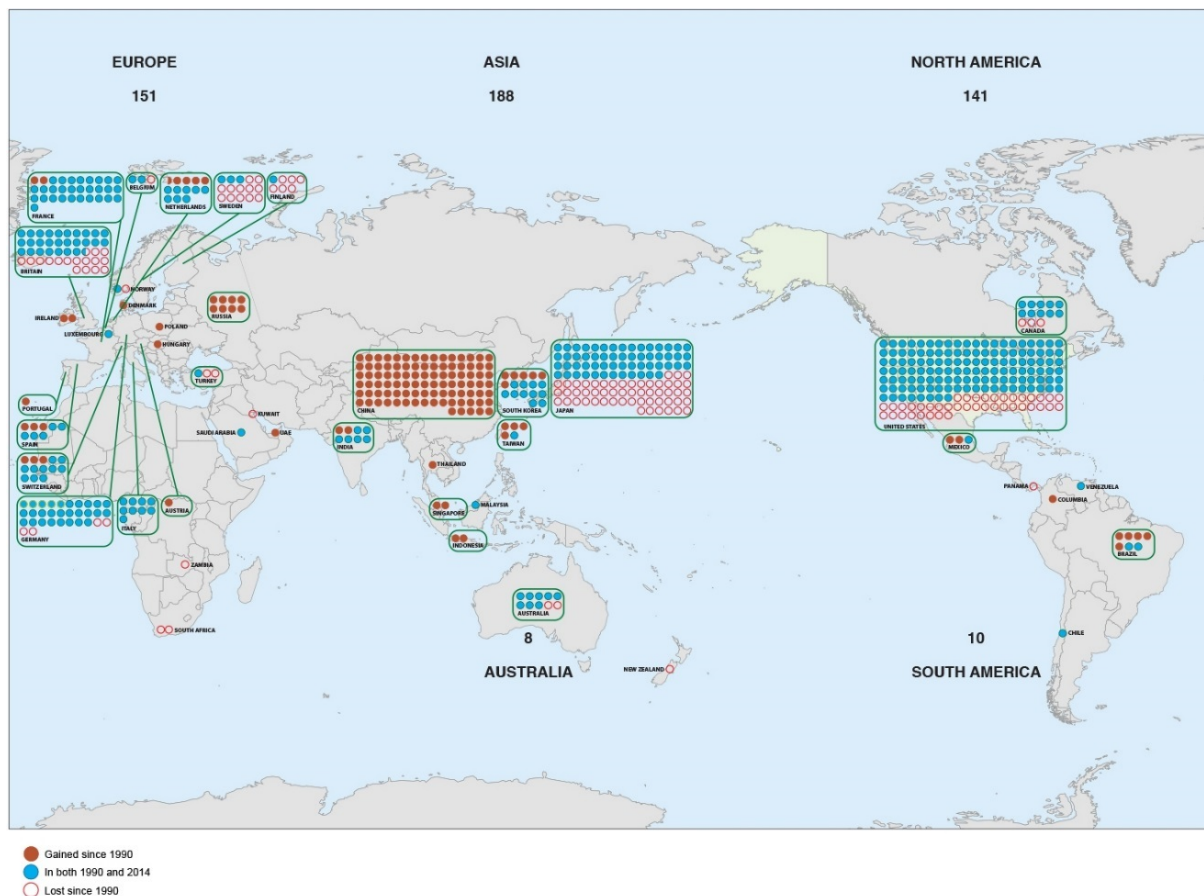 EUROPE
ASIA
NORTH AMERICA
151
188
141
FRANCE
BELGIUM
NETHERLANDS
SWEDEN
FINLAND
BRITAIN
NORWAY
DENMARK
RUSSIA
IRELAND
LUXEMBOURG
POLAND
HUNGARY
CANADA
TURKEY
PORTUGAL
KUWAIT
CHINA
SOUTH KOREA
JAPAN
UNITED STATES
SPAIN
SAUDI ARABIA
UAE
INDIA
TAIWAN
MEXICO
SWITZERLAND
THAILAND
PANAMA
VENEZUELA
COLUMBIA
GERMANY
ITALY
AUSTRIA
SINGAPORE
MALAYSIA
INDONESIA
BRAZIL
ZAMBIA
AUSTRALIA
SOUTH AFRICA
8
10
CHILE
AUSTRALIA
NEW ZEALAND
SOUTH AMERICA
Gained since 1990
In both 1990 and 2014
Lost since 1990